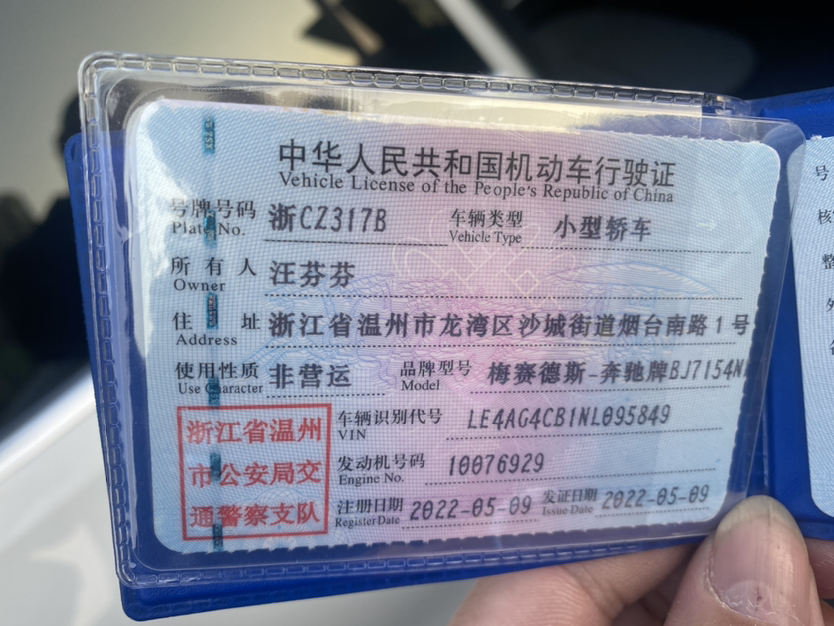 中华人民共和国机动车行驶证
Vehicle License of the People's Republic of China
号牌号码 浙CZ317B 车辆类型 小型轿车
Plate No. Vehicle Type
所有人 汪芬芬
Owner
住址 浙江省温州市龙湾区沙城街道烟台南路1号
Address
使用性质 非营运 品牌型号 梅赛德斯-奔驰牌BJ7154N
Use Character Model
浙江省温州
市公安局交
通警察支队
车辆识别代号 LE4AG4CB1NL095849
VIN
发动机号码 10076929
Engine No.
注册日期 2022-05-09 发证日期 2022-05-09
Register Date Issue Date
号
核
整